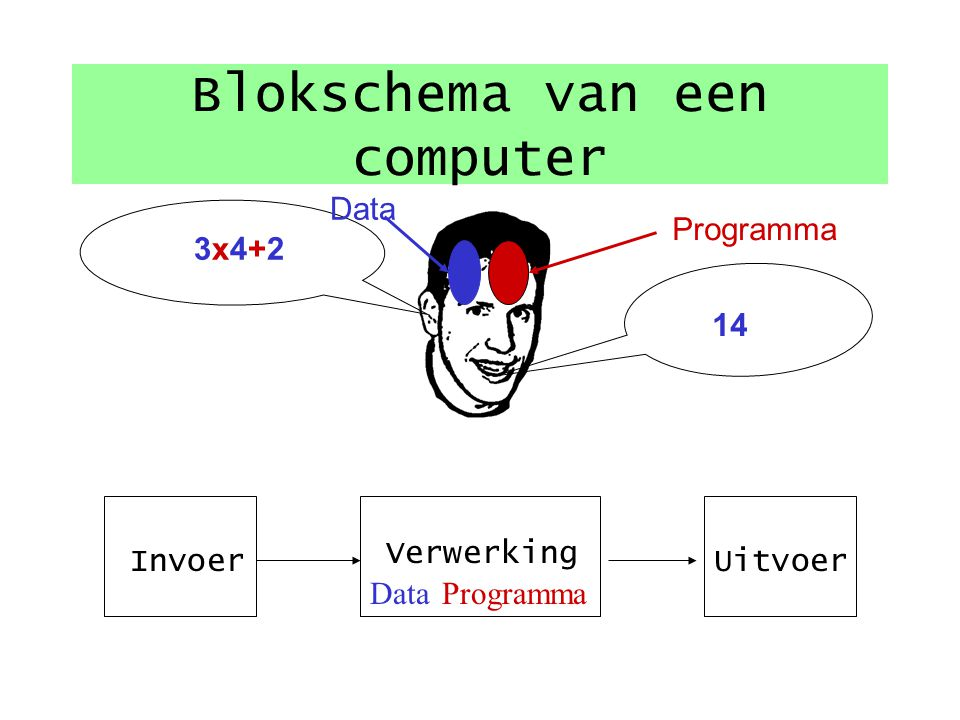 Blokschema van een
computer
Data
Programma
3x4+2
14
Invoer
Verwerking
Data Programma
Uitvoer